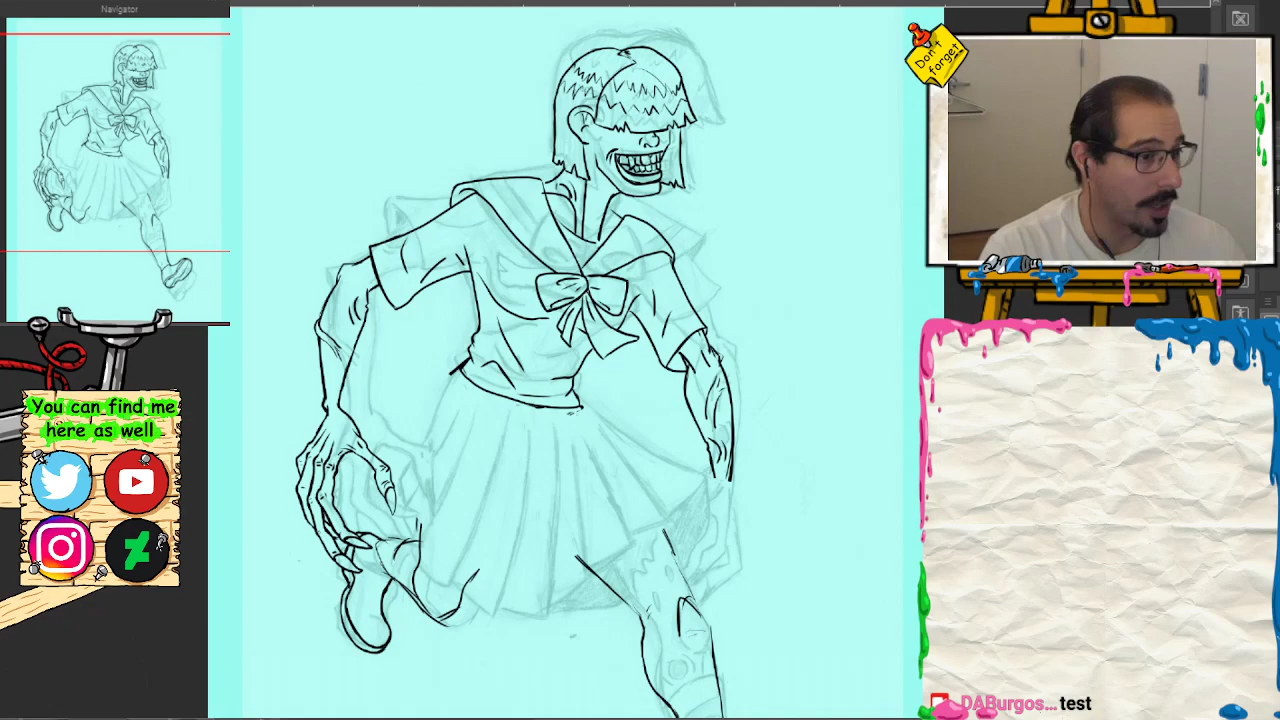 Navigator
Don't
forget
You can find me
here as well
DABurgos... test